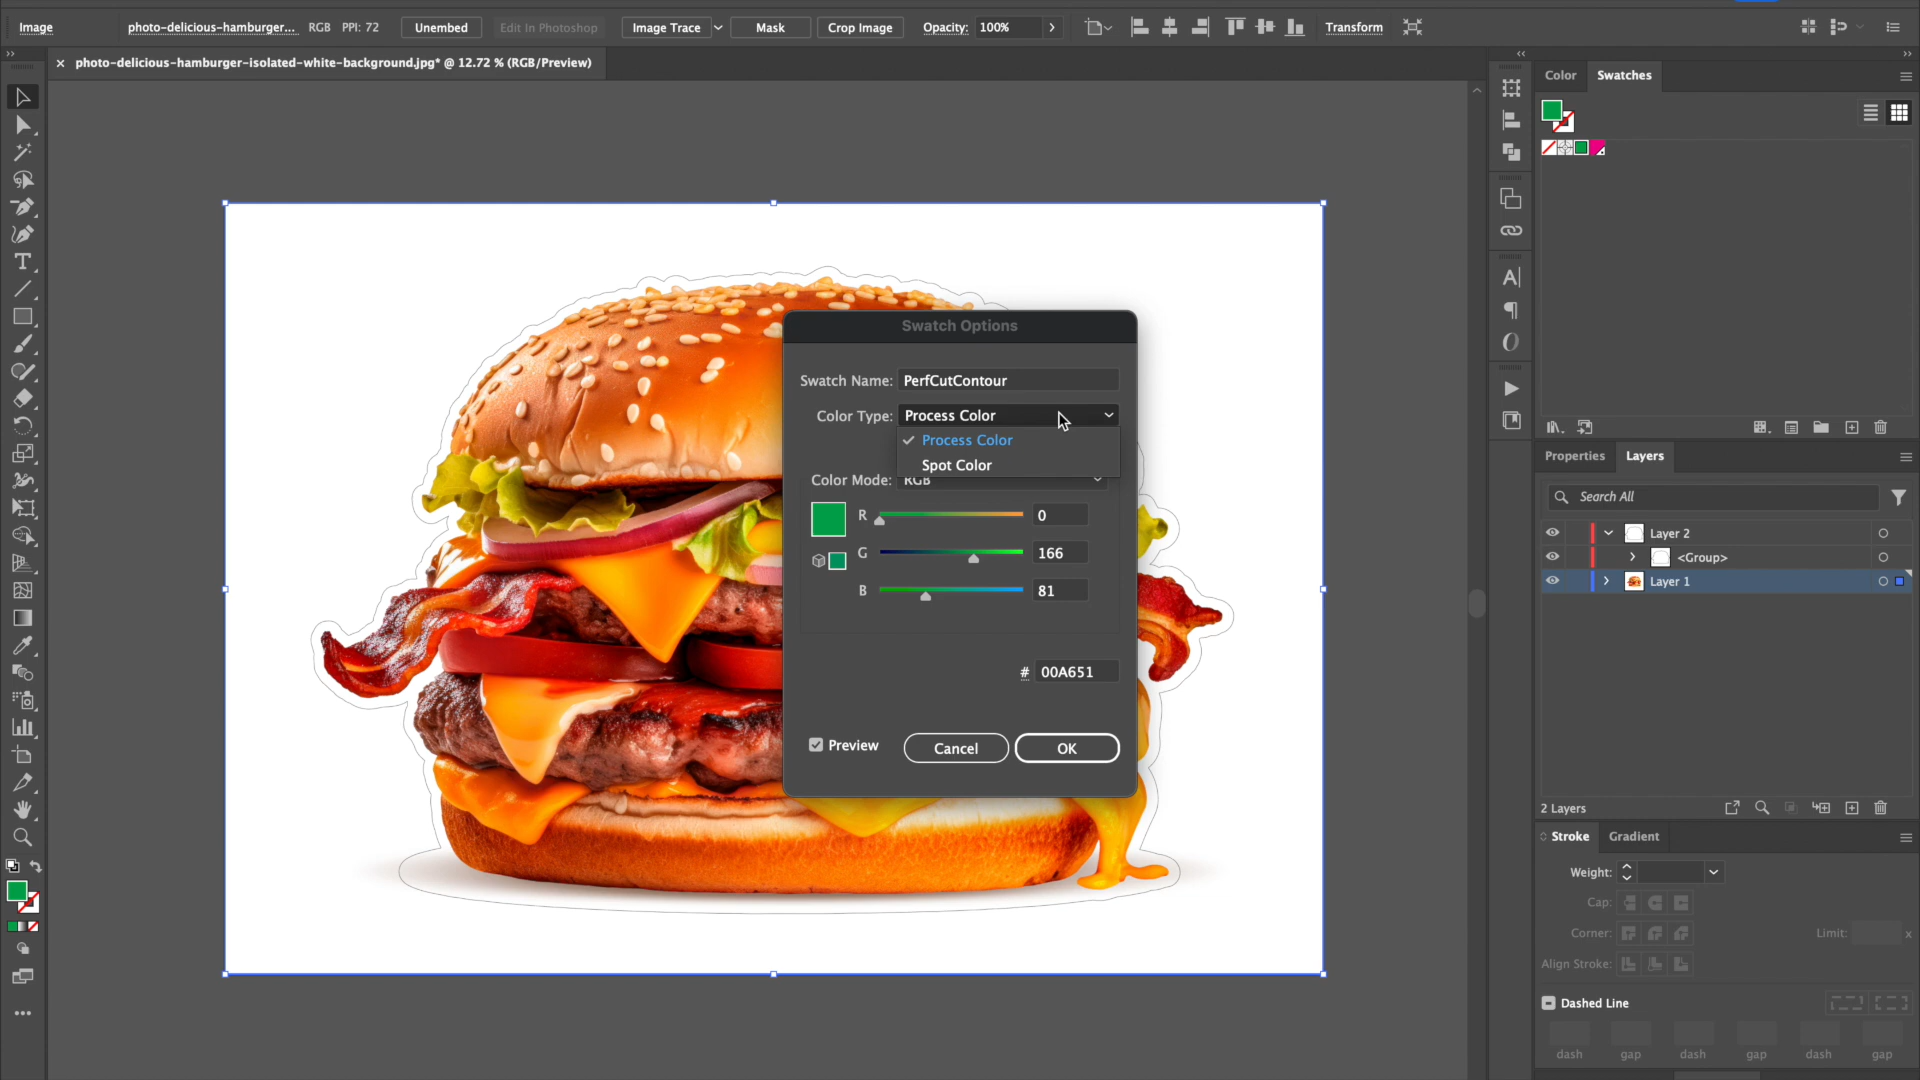 Image
photo-delicious-hamburger...
RGB
PPI: 72
Unembed
Edit In Photoshop
Image Trace
Mask
Crop Image
Opacity:
100%
Transform
photo-delicious-hamburger-isolated-white-background.jpg* @ 12.72 % (RGB/Preview)
Color
Swatches
Swatch Options
Swatch Name:
PerfCutContour
Color Type:
Process Color
Process Color
Spot Color
Color Mode:
RGB
R
0
G
166
B
81
#
00A651
Preview
Cancel
OK
Properties
Layers
Search All
Layer 2
<Group>
Layer 1
2 Layers
Stroke
Gradient
Weight:
Cap:
Corner:
Limit:
x
Align Stroke:
Dashed Line
dash
gap
dash
gap
dash
gap